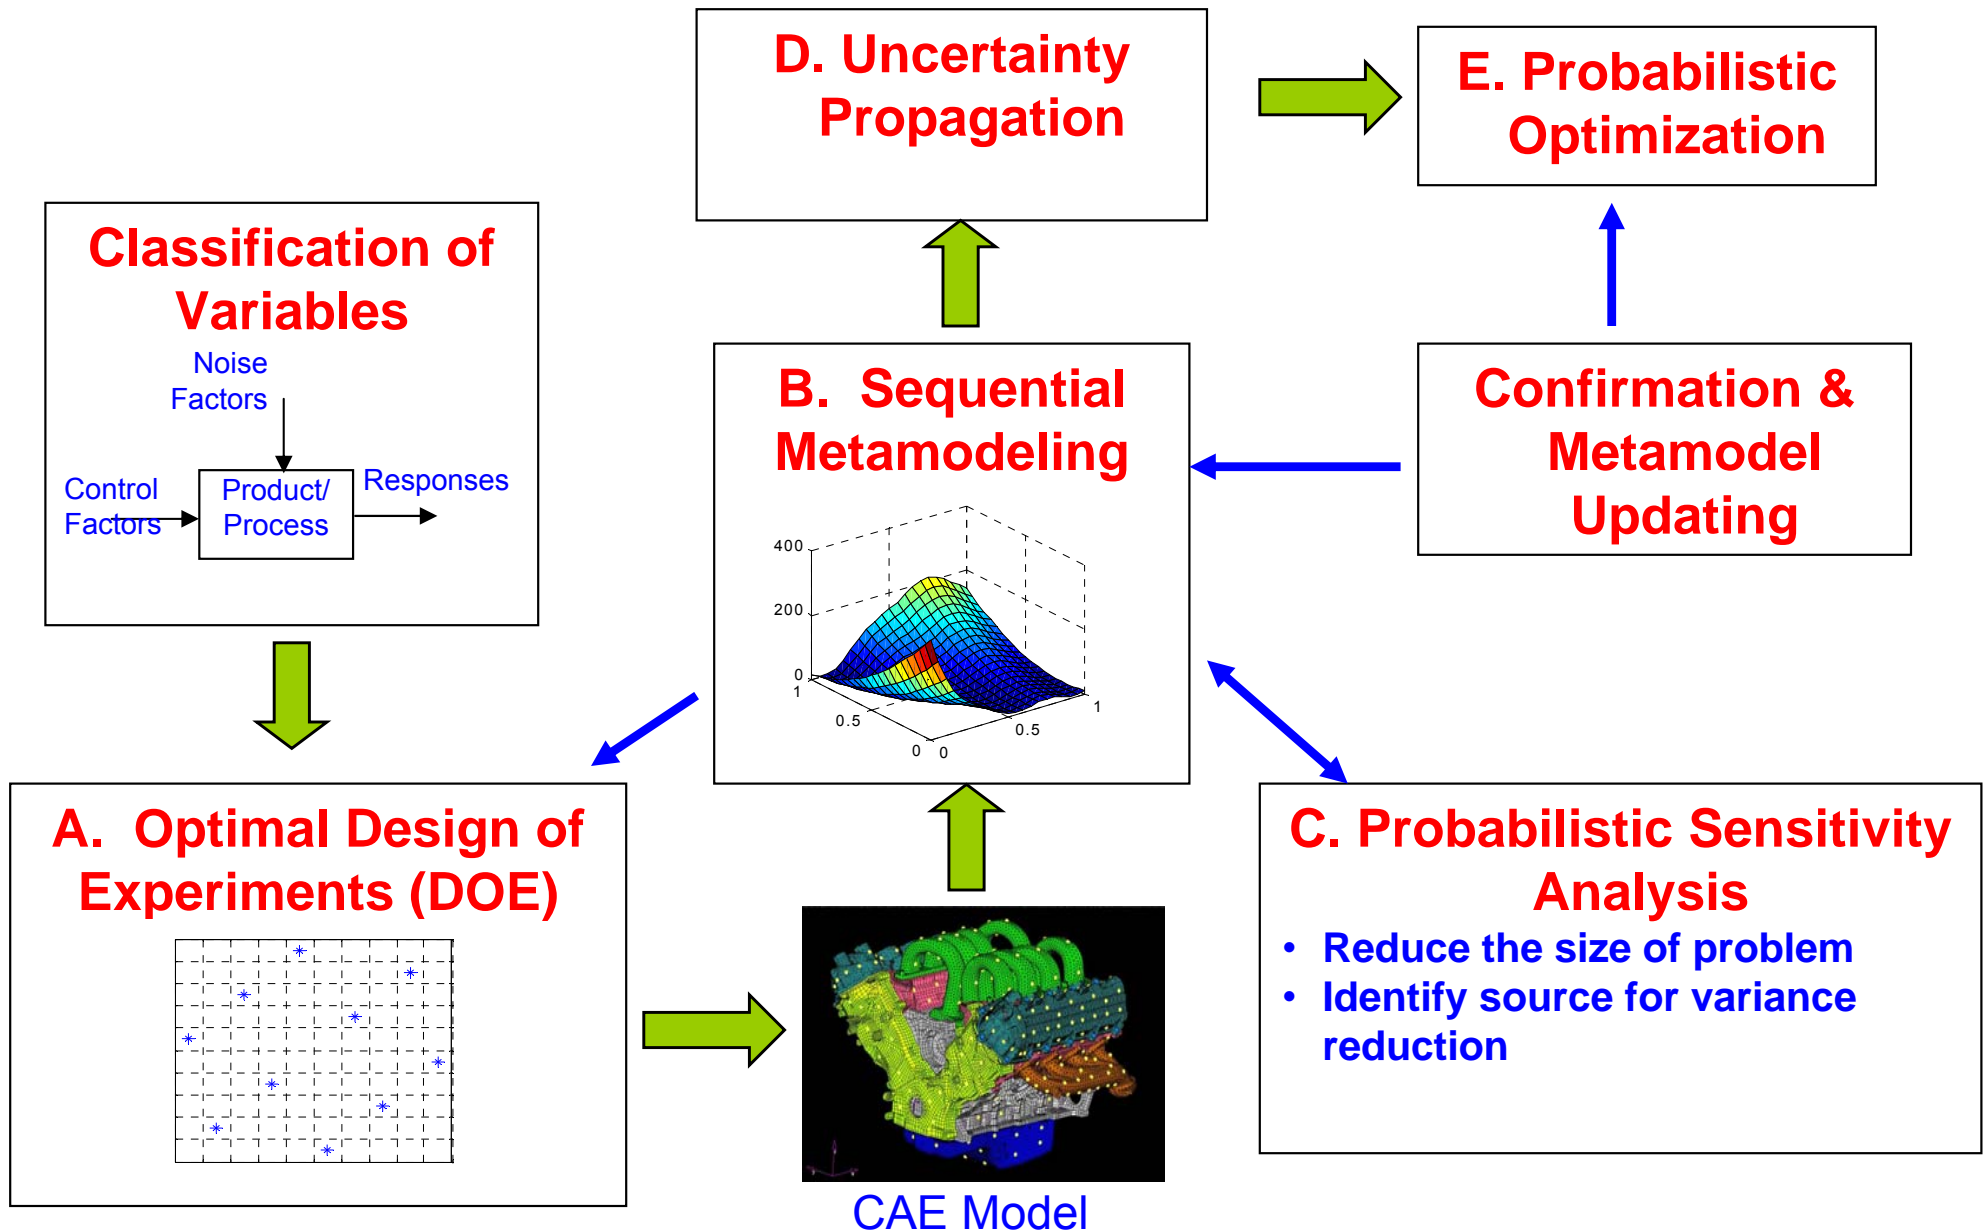 D. Uncertainty
Propagation
E. Probabilistic
Optimization
Classification of
Variables
Noise
Factors
Control
Factors
Product/
Process
Responses
B. Sequential
Metamodeling
400
200
0
1
0.5
0
0
0.5
1
Confirmation &
Metamodel
Updating
A. Optimal Design of
Experiments (DOE)
CAE Model
C. Probabilistic Sensitivity
Analysis
• Reduce the size of problem
• Identify source for variance
reduction